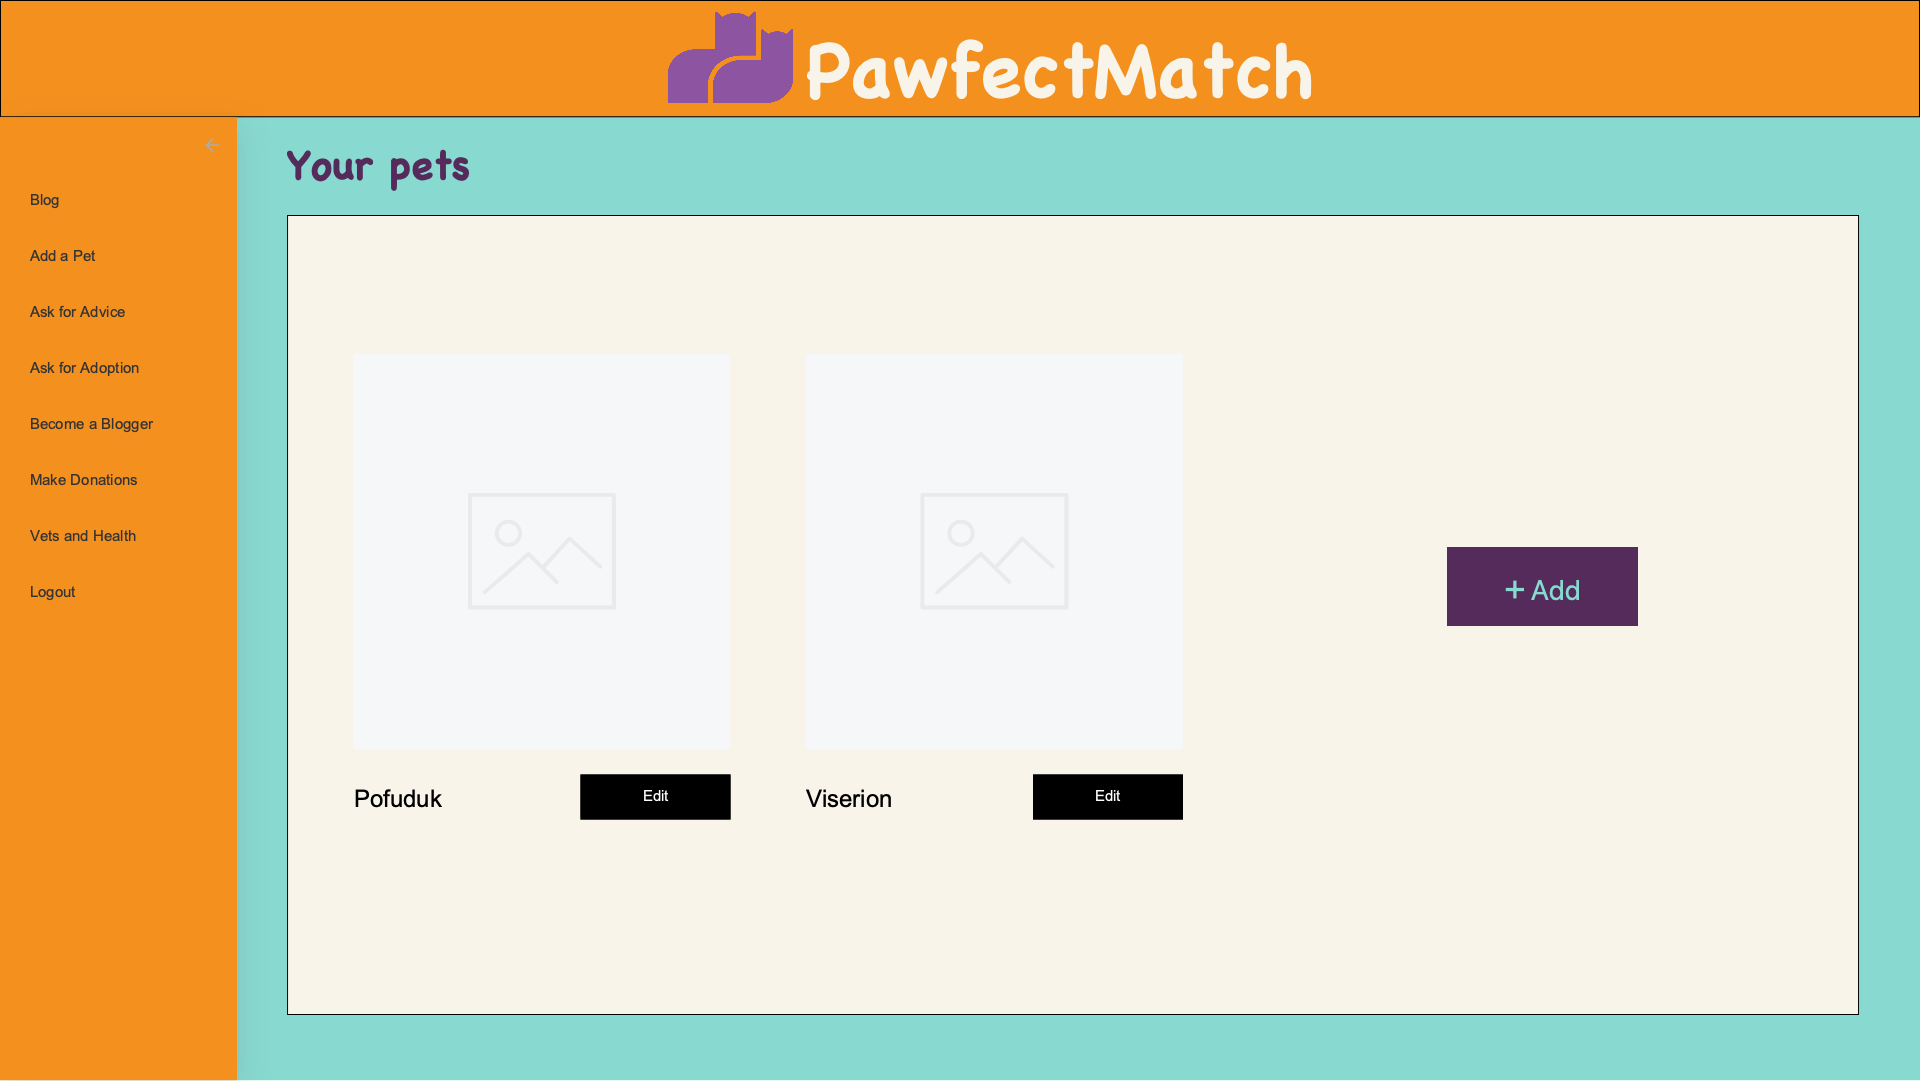 PawfectMatch
Your pets
Blog
Add a Pet
Ask for Advice
Ask for Adoption
Become a Blogger
Make Donations
Vets and Health
Logout
+ Add
Pofuduk
Edit
Viserion
Edit